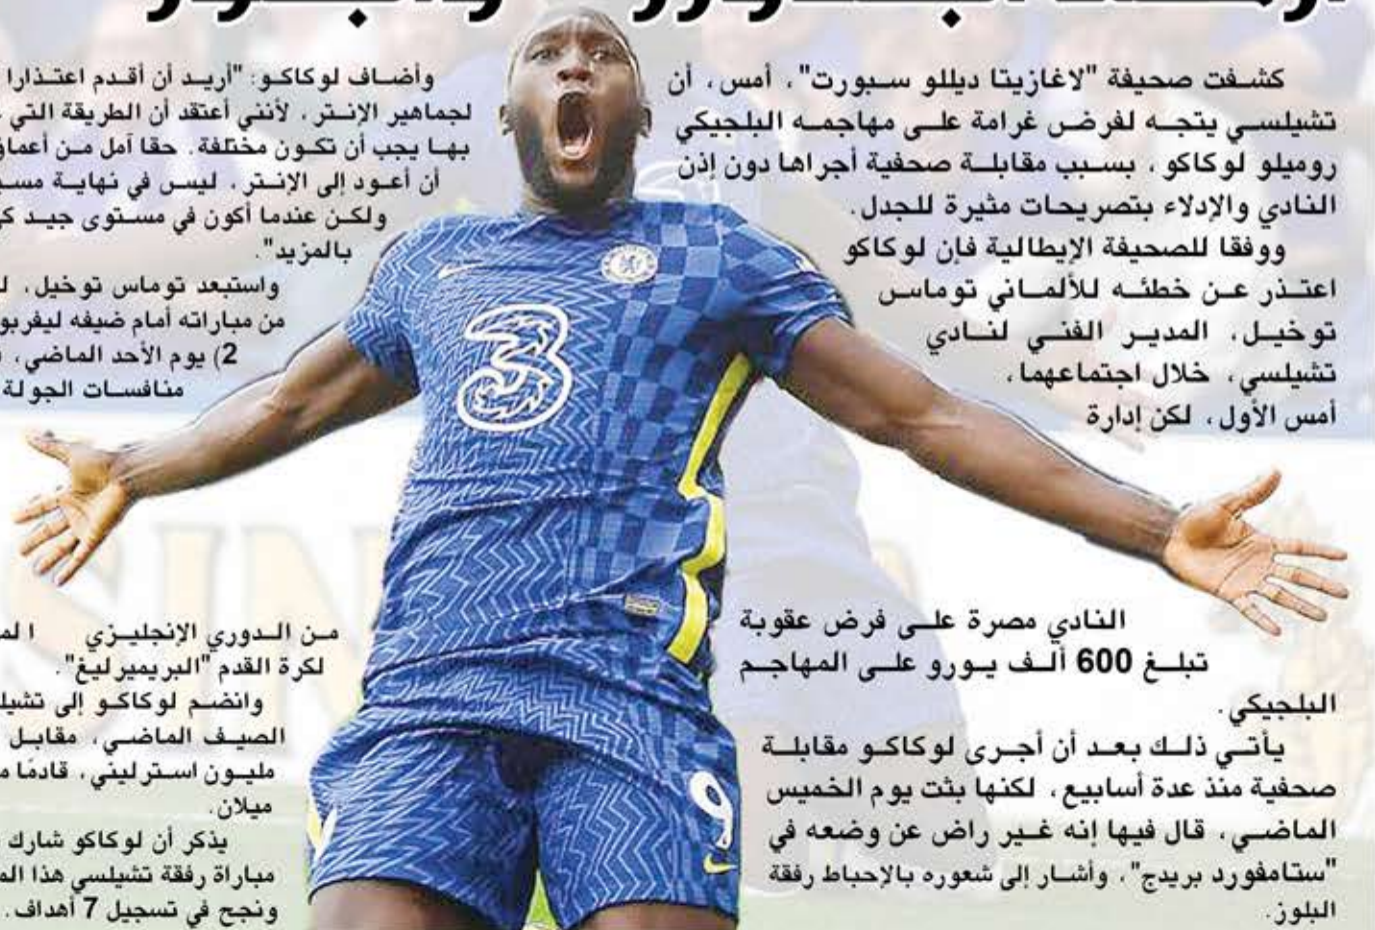 كشفت صحيفة "لاغازيتا ديللو سبورت"، أمس، أن
تشيلسي يتجه لفرض غرامة على مهاجمه البلجيكي
روميلو لوكاكو، بسبب مقابلة صحفية أجراها دون إذن
النادي والإدلاء بتصريحات مثيرة للجدل.
ووفقا للصحيفة الإيطالية فإن لوكاكو
اعتذر عن خطئه للألماني توماس
توخيل، المدير الفني لنادي
تشيلسي، خلال اجتماعهما،
أمس الأول، لكن إدارة
النادي مصرة على فرض عقوبة
تبلغ 600 ألف يورو على المهاجم
البلجيكي.
يأتي ذلك بعد أن أجرى لوكاكو مقابلة
صحفية منذ عدة أسابيع، لكنها بثت يوم الخميس
الماضي، قال فيها إنه غير راض عن وضعه في
"ستامفورد بريدج"، وأشار إلى شعوره بالإحباط رفقة
البلوز.
وأضاف لوكاكو: "أريد أن أقدم اعتذارا
لجماهير الإنتر، لأنني أعتقد أن الطريقة التي
بها يجب أن تكون مختلفة. حقا آمل من
أن أعود إلى الإنتر، ليس في نهاية
ولكن عندما أكون في مستوى جيد
بالمزيد".
واستبعد توماس توخيل،
من مباراته أمام ضيفه
2) يوم الأحد الماضي،
منافسات الجولة
من الدوري الإنجليزي
لكرة القدم "البريميرليغ".
وانضم لوكاكو إلى
الصيف الماضي، مقابل
مليون استرليني، قادمًا
ميلان.
يذكر أن لوكاكو شارك
مباراة رفقة تشيلسي هذا
ونجح في تسجيل 7 أهداف.
3
9